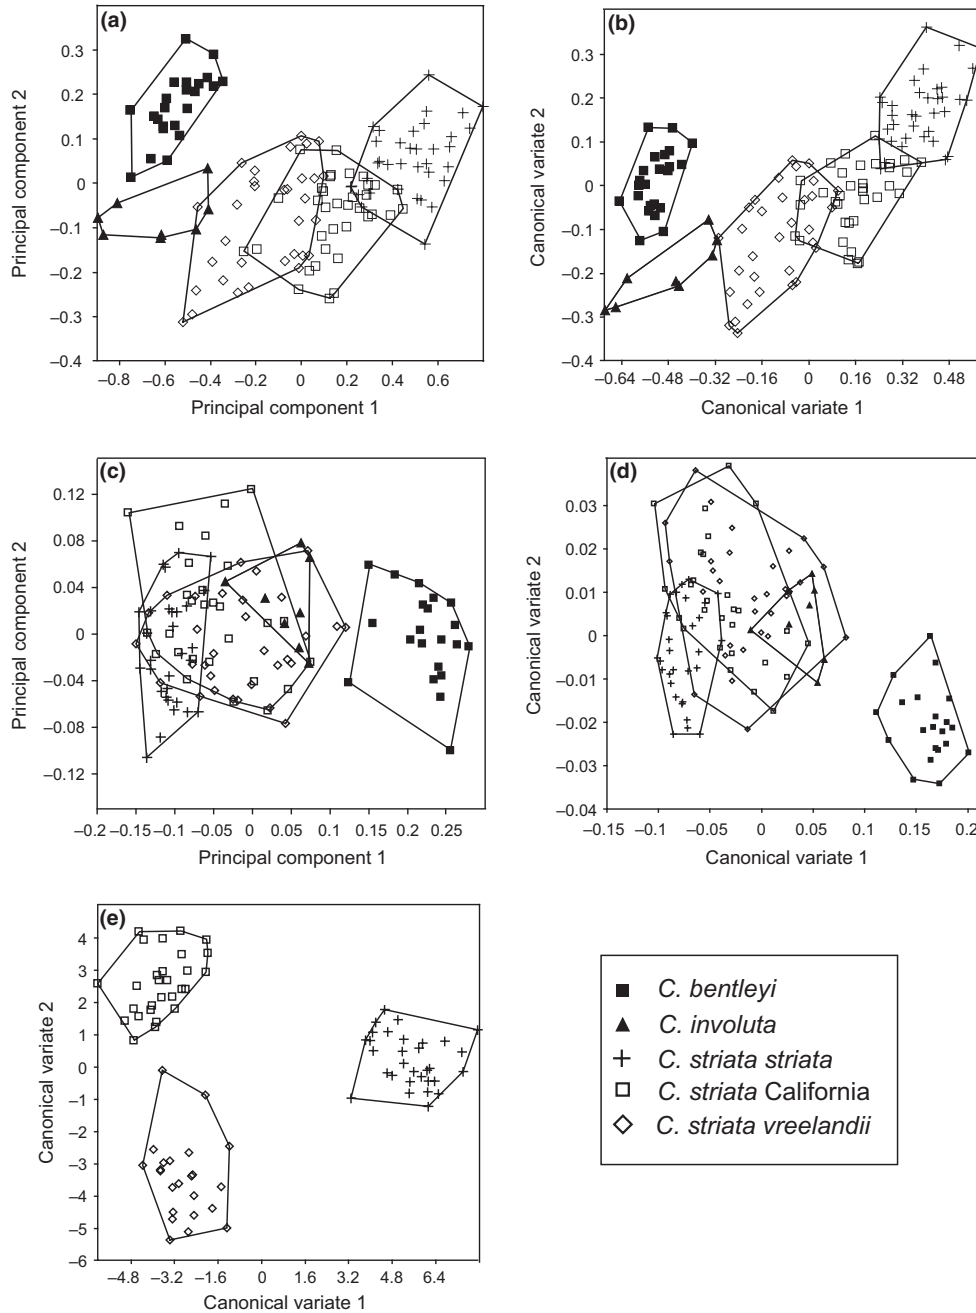 (a)
Principal component 2
0.3
0.2
0.1
0
–0.1
–0.2
–0.3
–0.4
–0.8 –0.6 –0.4 –0.2 0 0.2 0.4 0.6
Principal component 1
(b)
Canonical variate 2
0.3
0.2
0.1
0
–0.1
–0.2
–0.3
–0.4
–0.64 –0.48 –0.32 –0.16 0 0.16 0.32 0.48
Canonical variate 1
(c)
Principal component 2
0.12
0.08
0.04
0
–0.04
–0.08
–0.12
–0.2 –0.15 –0.1 –0.05 0 0.05 0.10 0.15 0.20 0.25
Principal component 1
(d)
Canonical variate 2
0.03
0.02
0.01
0
–0.01
–0.02
–0.03
–0.04
–0.15 –0.1 –0.05 0 0.05 0.1 0.15 0.2
Canonical variate 1
(e)
Canonical variate 2
4
3
2
1
0
–1
–2
–3
–4
–5
–6
–4.8 –3.2 –1.6 0 1.6 3.2 4.8 6.4
Canonical variate 1
C. bentleyi
C. involuta
C. striata striata
C. striata California
C. striata vreelandii